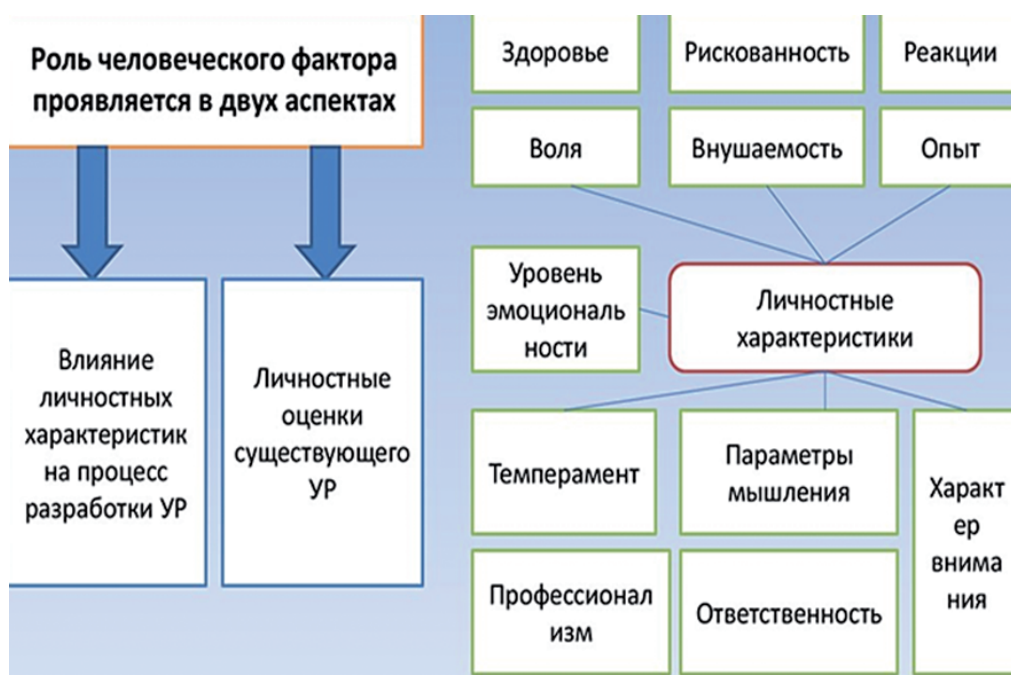 Роль человеческого фактора
проявляется в двух аспектах
Влияние
личностных
характеристик
на процесс
разработки УР
Личностные
оценки
существующего
УР
Здоровье
Рискованность
Реакции
Воля
Внушаемость
Опыт
Уровень
эмоциональ
ности
Личностные
характеристики
Темперамент
Параметры
мышления
Характ
ер
внима
ния
Профессионал
изм
Ответственность